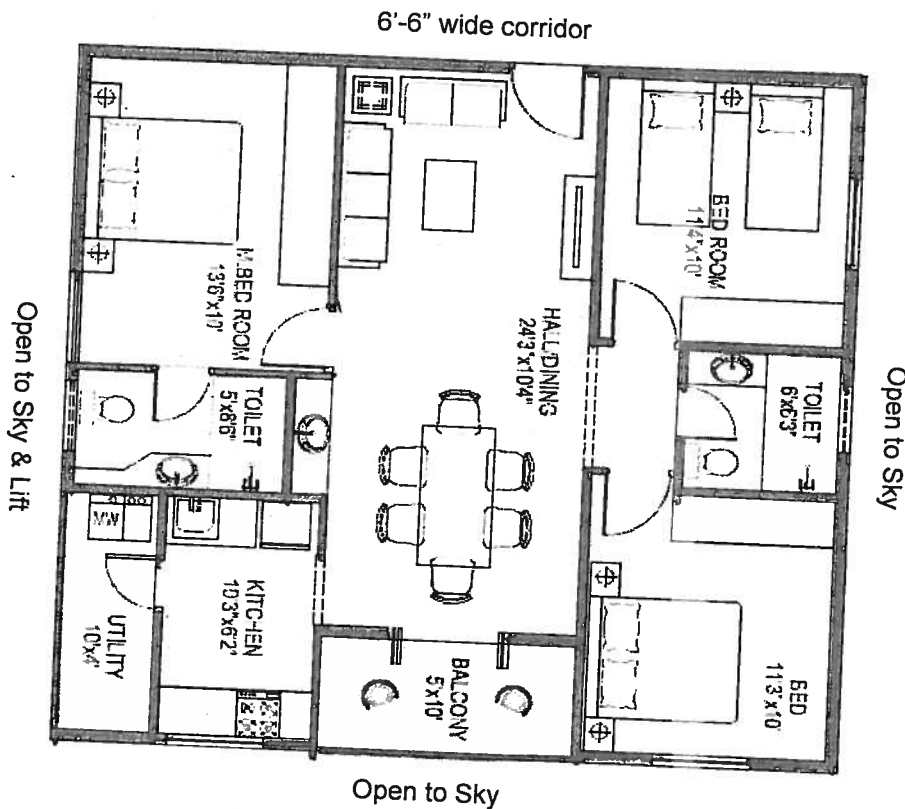 6'-6" wide corridor
M.BED ROOM
13'6"x10'
HALL/DINING
24'3"x10'4"
BED ROOM
11'4"x10'
Open to Sky & Lift
TOILET
5'x8'6"
TOILET
6'x6'3"
Open to Sky
WM
UTILITY
10'x4'
KITCHEN
10'3"x6'2"
BALCONY
5'x10'
BED
11'3"x10'
Open to Sky